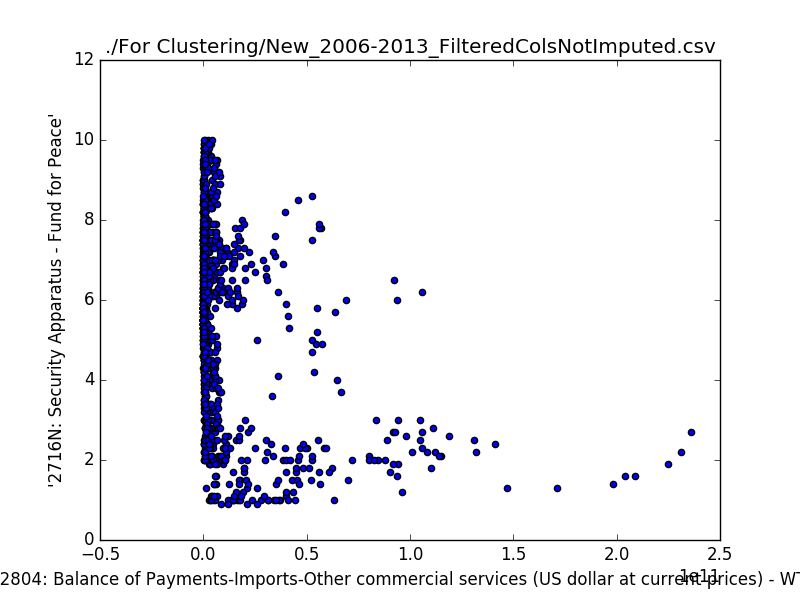 ./For Clustering/New_2006-2013_FilteredColsNotImputed.csv
12
10
8
6
4
2
0
'2716N: Security Apparatus - Fund for Peace'
−0.5 0.0 0.5 1.0 1.5 2.0 2.5
1e11
2804: Balance of Payments-Imports-Other commercial services (US dollar at current prices) - WT